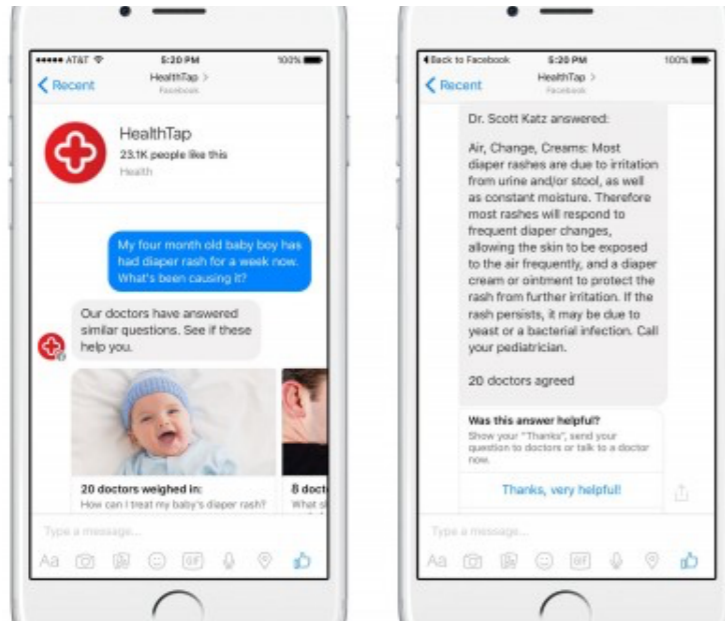 AT&T
5:20 PM
100%
Recent
HealthTap
Facebook
HealthTap
23.1K people like this
Health
My four month old baby boy has
had diaper rash for a week now.
What's been causing it?
Our doctors have answered
similar questions. See if these
help you.
20 doctors weighed in:
How can I treat my baby's diaper rash?
8 doct
What s
Type a message...
Aa
GIF
Back to Facebook
5:20 PM
100%
Recent
HealthTap
Facebook
Dr. Scott Katz answered:
Air, Change, Creams: Most
diaper rashes are due to irritation
from urine and/or stool, as well
as constant moisture. Therefore
most rashes will respond to
frequent diaper changes,
allowing the skin to be exposed
to the air frequently, and a diaper
cream or ointment to protect the
rash from further irritation. If the
rash persists, it may be due to
yeast or a bacterial infection. Call
your pediatrician.
20 doctors agreed
Was this answer helpful?
Show your "Thanks", send your
question to doctors or talk to a doctor
now.
Thanks, very helpful!
Type a message...
Aa
GIF